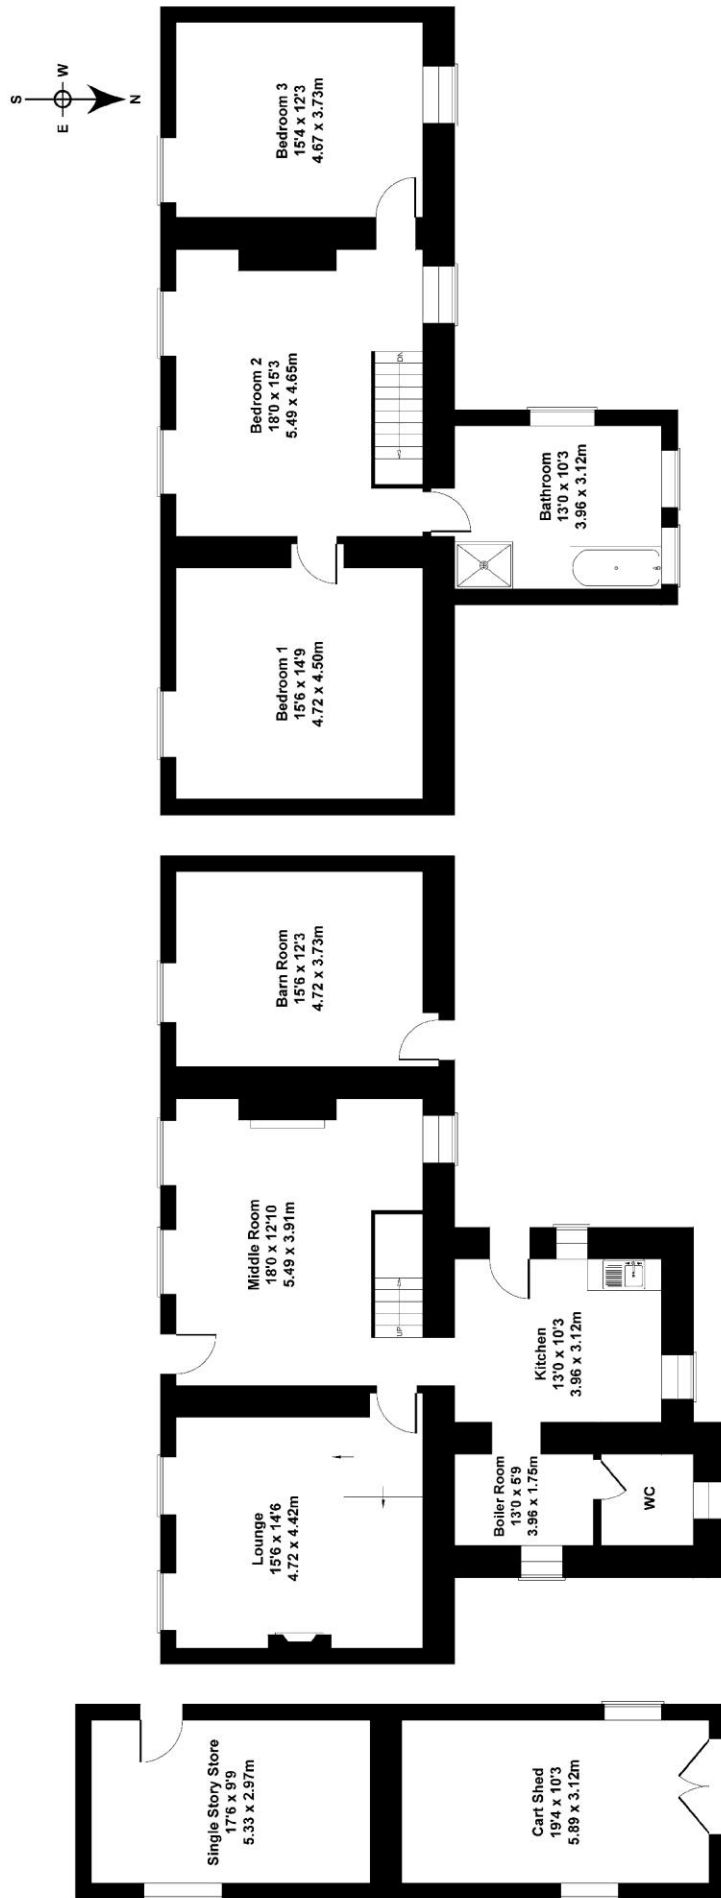 S
W
E
N
Bedroom 3
15'4 x 12'3
4.67 x 3.73m
Bedroom 2
18'0 x 15'3
5.49 x 4.65m
DN
Bedroom 1
15'6 x 14'9
4.72 x 4.50m
Bathroom
13'0 x 10'3
3.96 x 3.12m
Barn Room
15'6 x 12'3
4.72 x 3.73m
Middle Room
18'0 x 12'10
5.49 x 3.91m
UP
Lounge
15'6 x 14'6
4.72 x 4.42m
Kitchen
13'0 x 10'3
3.96 x 3.12m
Boiler Room
13'0 x 5'9
3.96 x 1.75m
WC
Single Story Store
17'6 x 9'9
5.33 x 2.97m
Cart Shed
19'4 x 10'3
5.89 x 3.12m